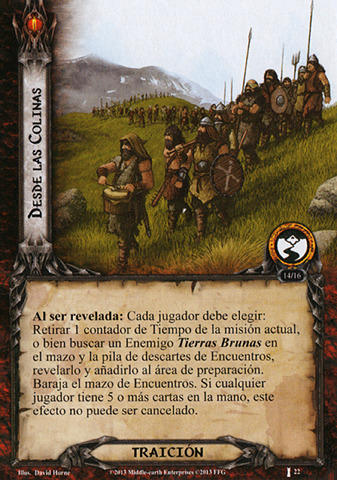 DESDE LAS COLINAS
14/16
Al ser revelada: Cada jugador debe elegir:
Retirar 1 contador de Tiempo de la misión actual,
o bien buscar un Enemigo Tierras Brunas en
el mazo y la pila de descartes de Encuentros,
revelarlo y añadirlo al área de preparación.
Baraja el mazo de Encuentros. Si cualquier
jugador tiene 5 o más cartas en la mano, este
efecto no puede ser cancelado.
TRAICIÓN
Illus. David Horne ©2013 Middle-earth Enterprises ©2013 FFG 22